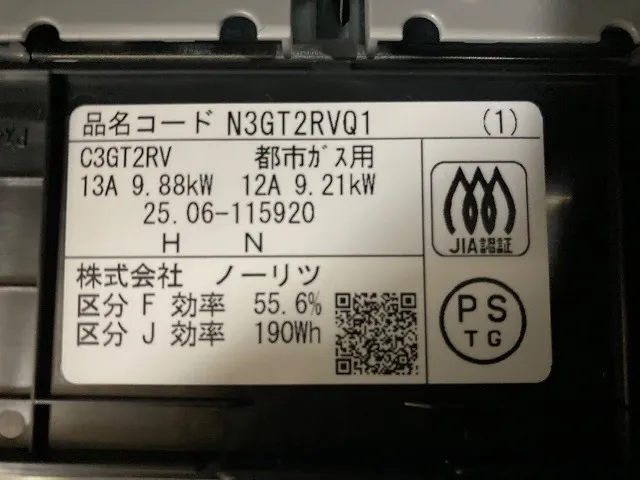 品名コード N3GT2RVQ1 (1)
C3GT2RV 都市ガス用
13A 9.88kW 12A 9.21kW
25.06-115920
H N
株式会社 ノーリツ
区分 F 効率 55.6%
区分 J 効率 190Wh
JIA認証
PS
TG